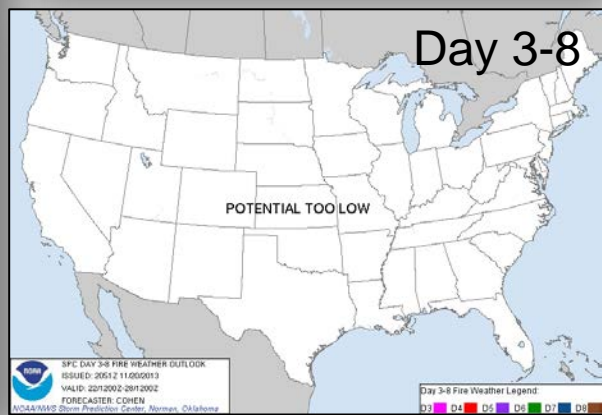 Day 3-8
POTENTIAL TOO LOW
NOAA
SPC DAY 3-8 FIRE WEATHER OUTLOOK
ISSUED: 2051Z 11/20/2013
VALID: 22/1200Z-28/1200Z
FORECASTER: COHEN
NOAA/NWS Storm Prediction Center, Norman, Oklahoma
Day 3-8 Fire Weather Legend:
D3 D4 D5 D6 D7 D8